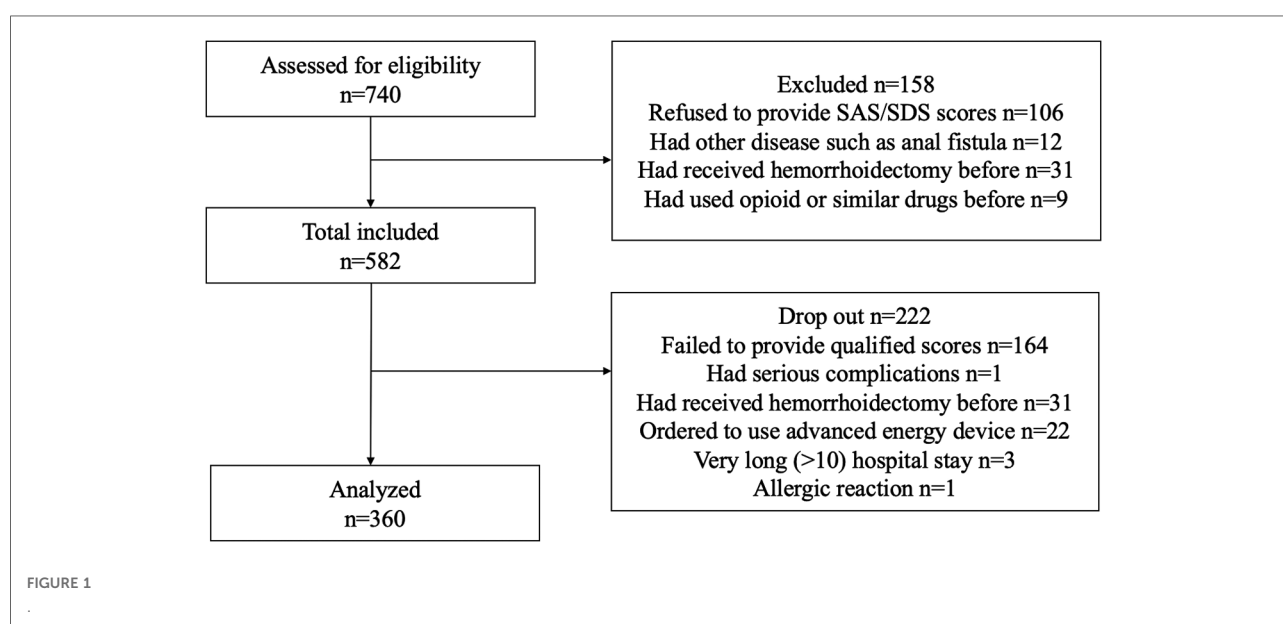 Assessed for eligibility
n=740
Excluded n=158
Refused to provide SAS/SDS scores n=106
Had other disease such as anal fistula n=12
Had received hemorrhoidectomy before n=31
Had used opioid or similar drugs before n=9
Total included
n=582
Drop out n=222
Failed to provide qualified scores n=164
Had serious complications n=1
Had received hemorrhoidectomy before n=31
Ordered to use advanced energy device n=22
Very long (>10) hospital stay n=3
Allergic reaction n=1
Analyzed
n=360
FIGURE 1
.